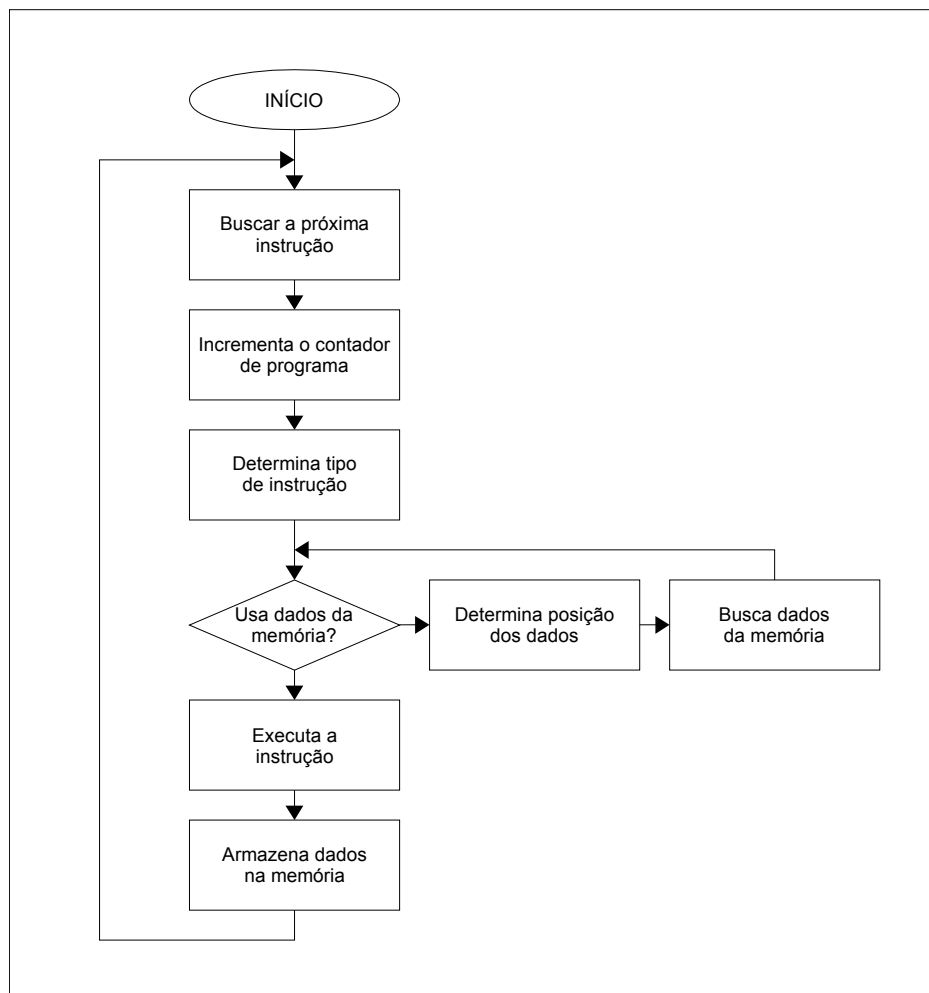 INÍCIO
Buscar a próxima
instrução
Incrementa o contador
de programa
Determina tipo
de instrução
Usa dados da
memória?
Determina posição
dos dados
Busca dados
da memória
Executa a
instrução
Armazena dados
na memória